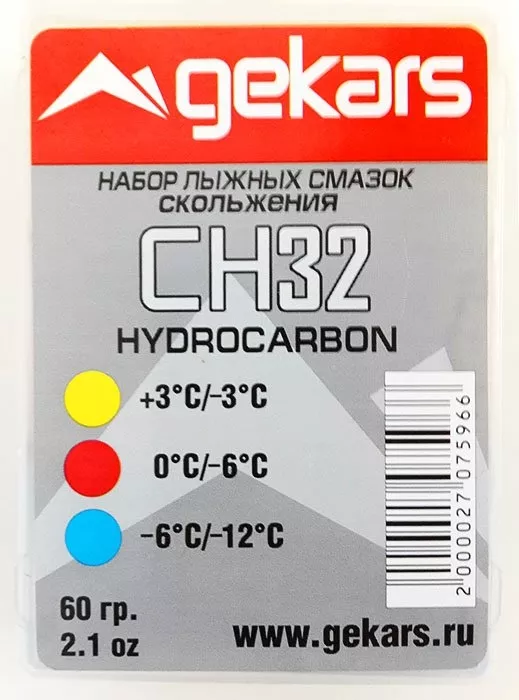 gekars
НАБОР ЛЫЖНЫХ СМАЗОК
СКОЛЬЖЕНИЯ
CH32
HYDROCARBON
+3°C/-3°C
0°C/-6°C
-6°C/-12°C
2000027075966
60 гр.
2.1 oz
www.gekars.ru